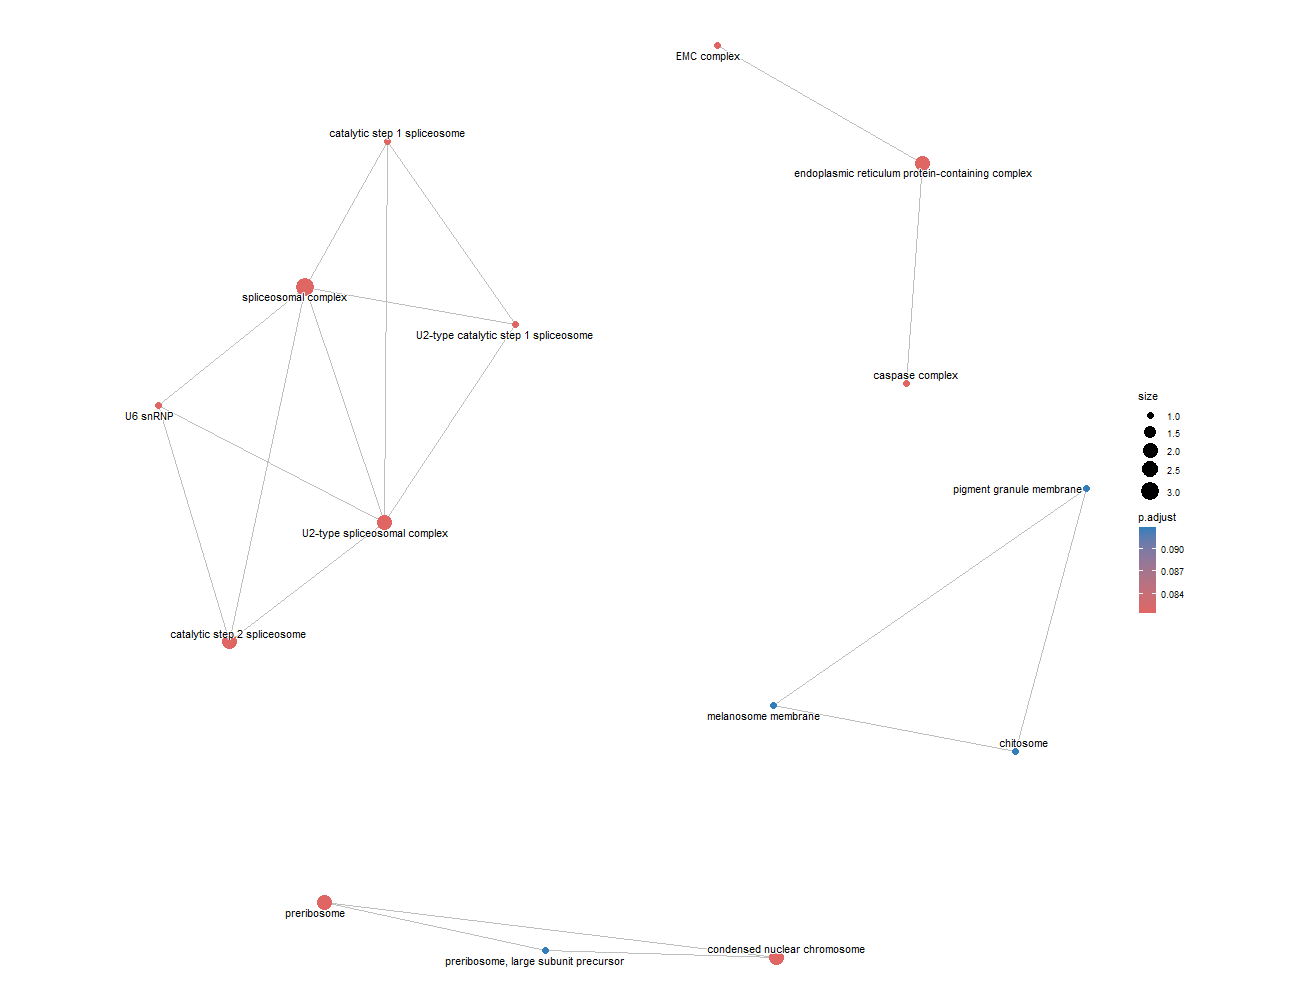 EMC complex
catalytic step 1 spliceosome
endoplasmic reticulum protein-containing complex
spliceosomal complex
U2-type catalytic step 1 spliceosome
caspase complex
U6 snRNP
pigment granule membrane
U2-type spliceosomal complex
catalytic step 2 spliceosome
melanosome membrane
chitosome
preribosome
condensed nuclear chromosome
preribosome, large subunit precursor
size
1.0
1.5
2.0
2.5
3.0
p.adjust
0.090
0.087
0.084